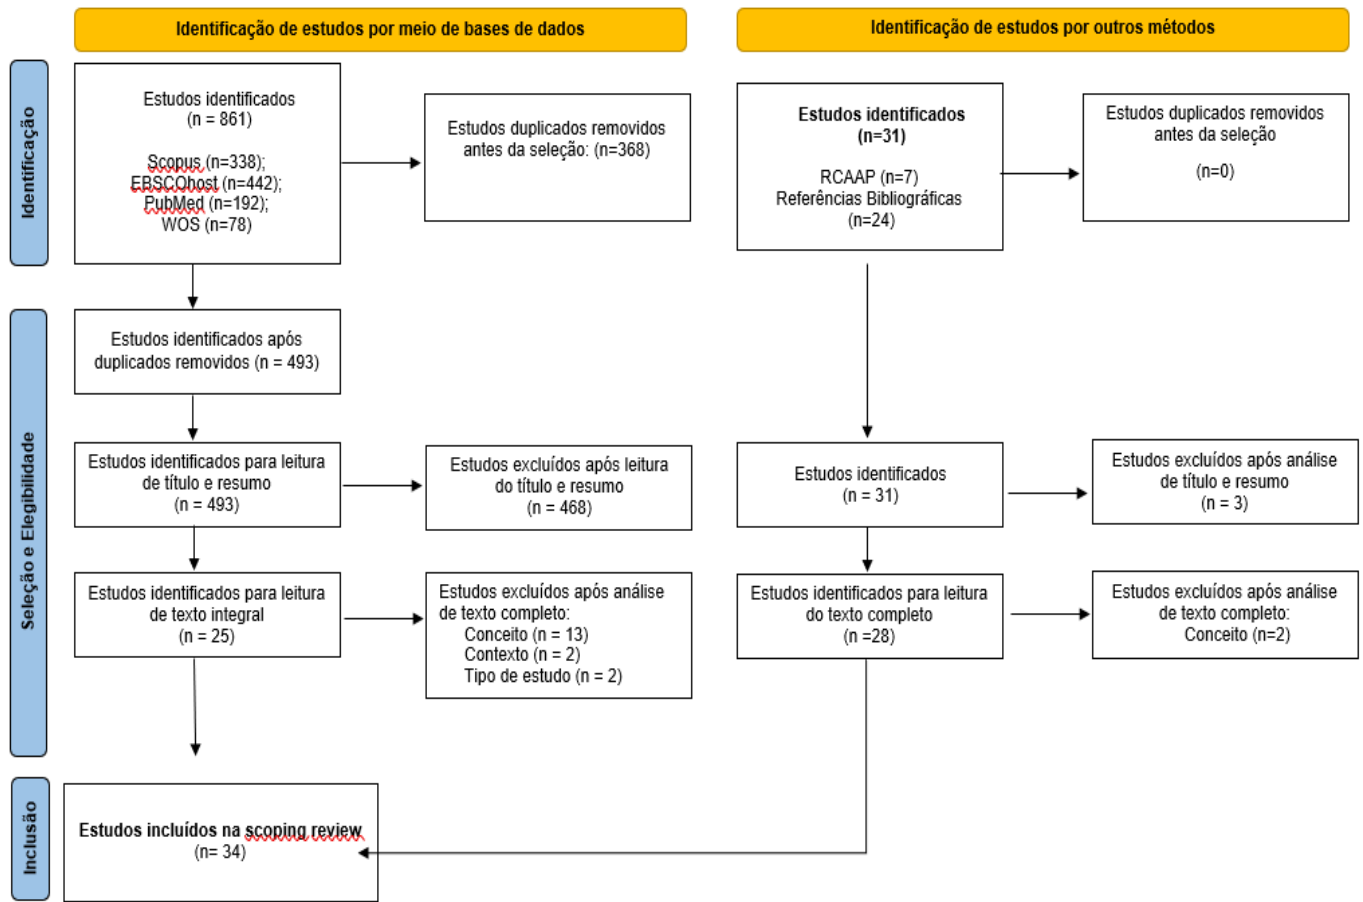 Identificação de estudos por meio de bases de dados
Identificação de estudos por outros métodos
Identificação
Estudos identificados
(n = 861)
Scopus (n=338);
EBSCOhost (n=442);
PubMed (n=192);
WOS (n=78)
Estudos duplicados removidos
antes da seleção: (n=368)
Estudos identificados
(n=31)
RCAAP (n=7)
Referências Bibliográficas
(n=24)
Estudos duplicados removidos
antes da seleção
(n=0)
Seleção e Elegibilidade
Estudos identificados após
duplicados removidos (n = 493)
Estudos identificados para leitura
de título e resumo
(n = 493)
Estudos excluídos após leitura
do título e resumo
(n = 468)
Estudos identificados
(n = 31)
Estudos excluídos após análise
de título e resumo
(n = 3)
Estudos identificados para leitura
de texto integral
(n = 25)
Estudos excluídos após análise
de texto completo:
Conceito (n = 13)
Contexto (n = 2)
Tipo de estudo (n = 2)
Estudos identificados para leitura
do texto completo
(n =28)
Estudos excluídos após análise
de texto completo:
Conceito (n=2)
Inclusão
Estudos incluídos na scoping review
(n= 34)